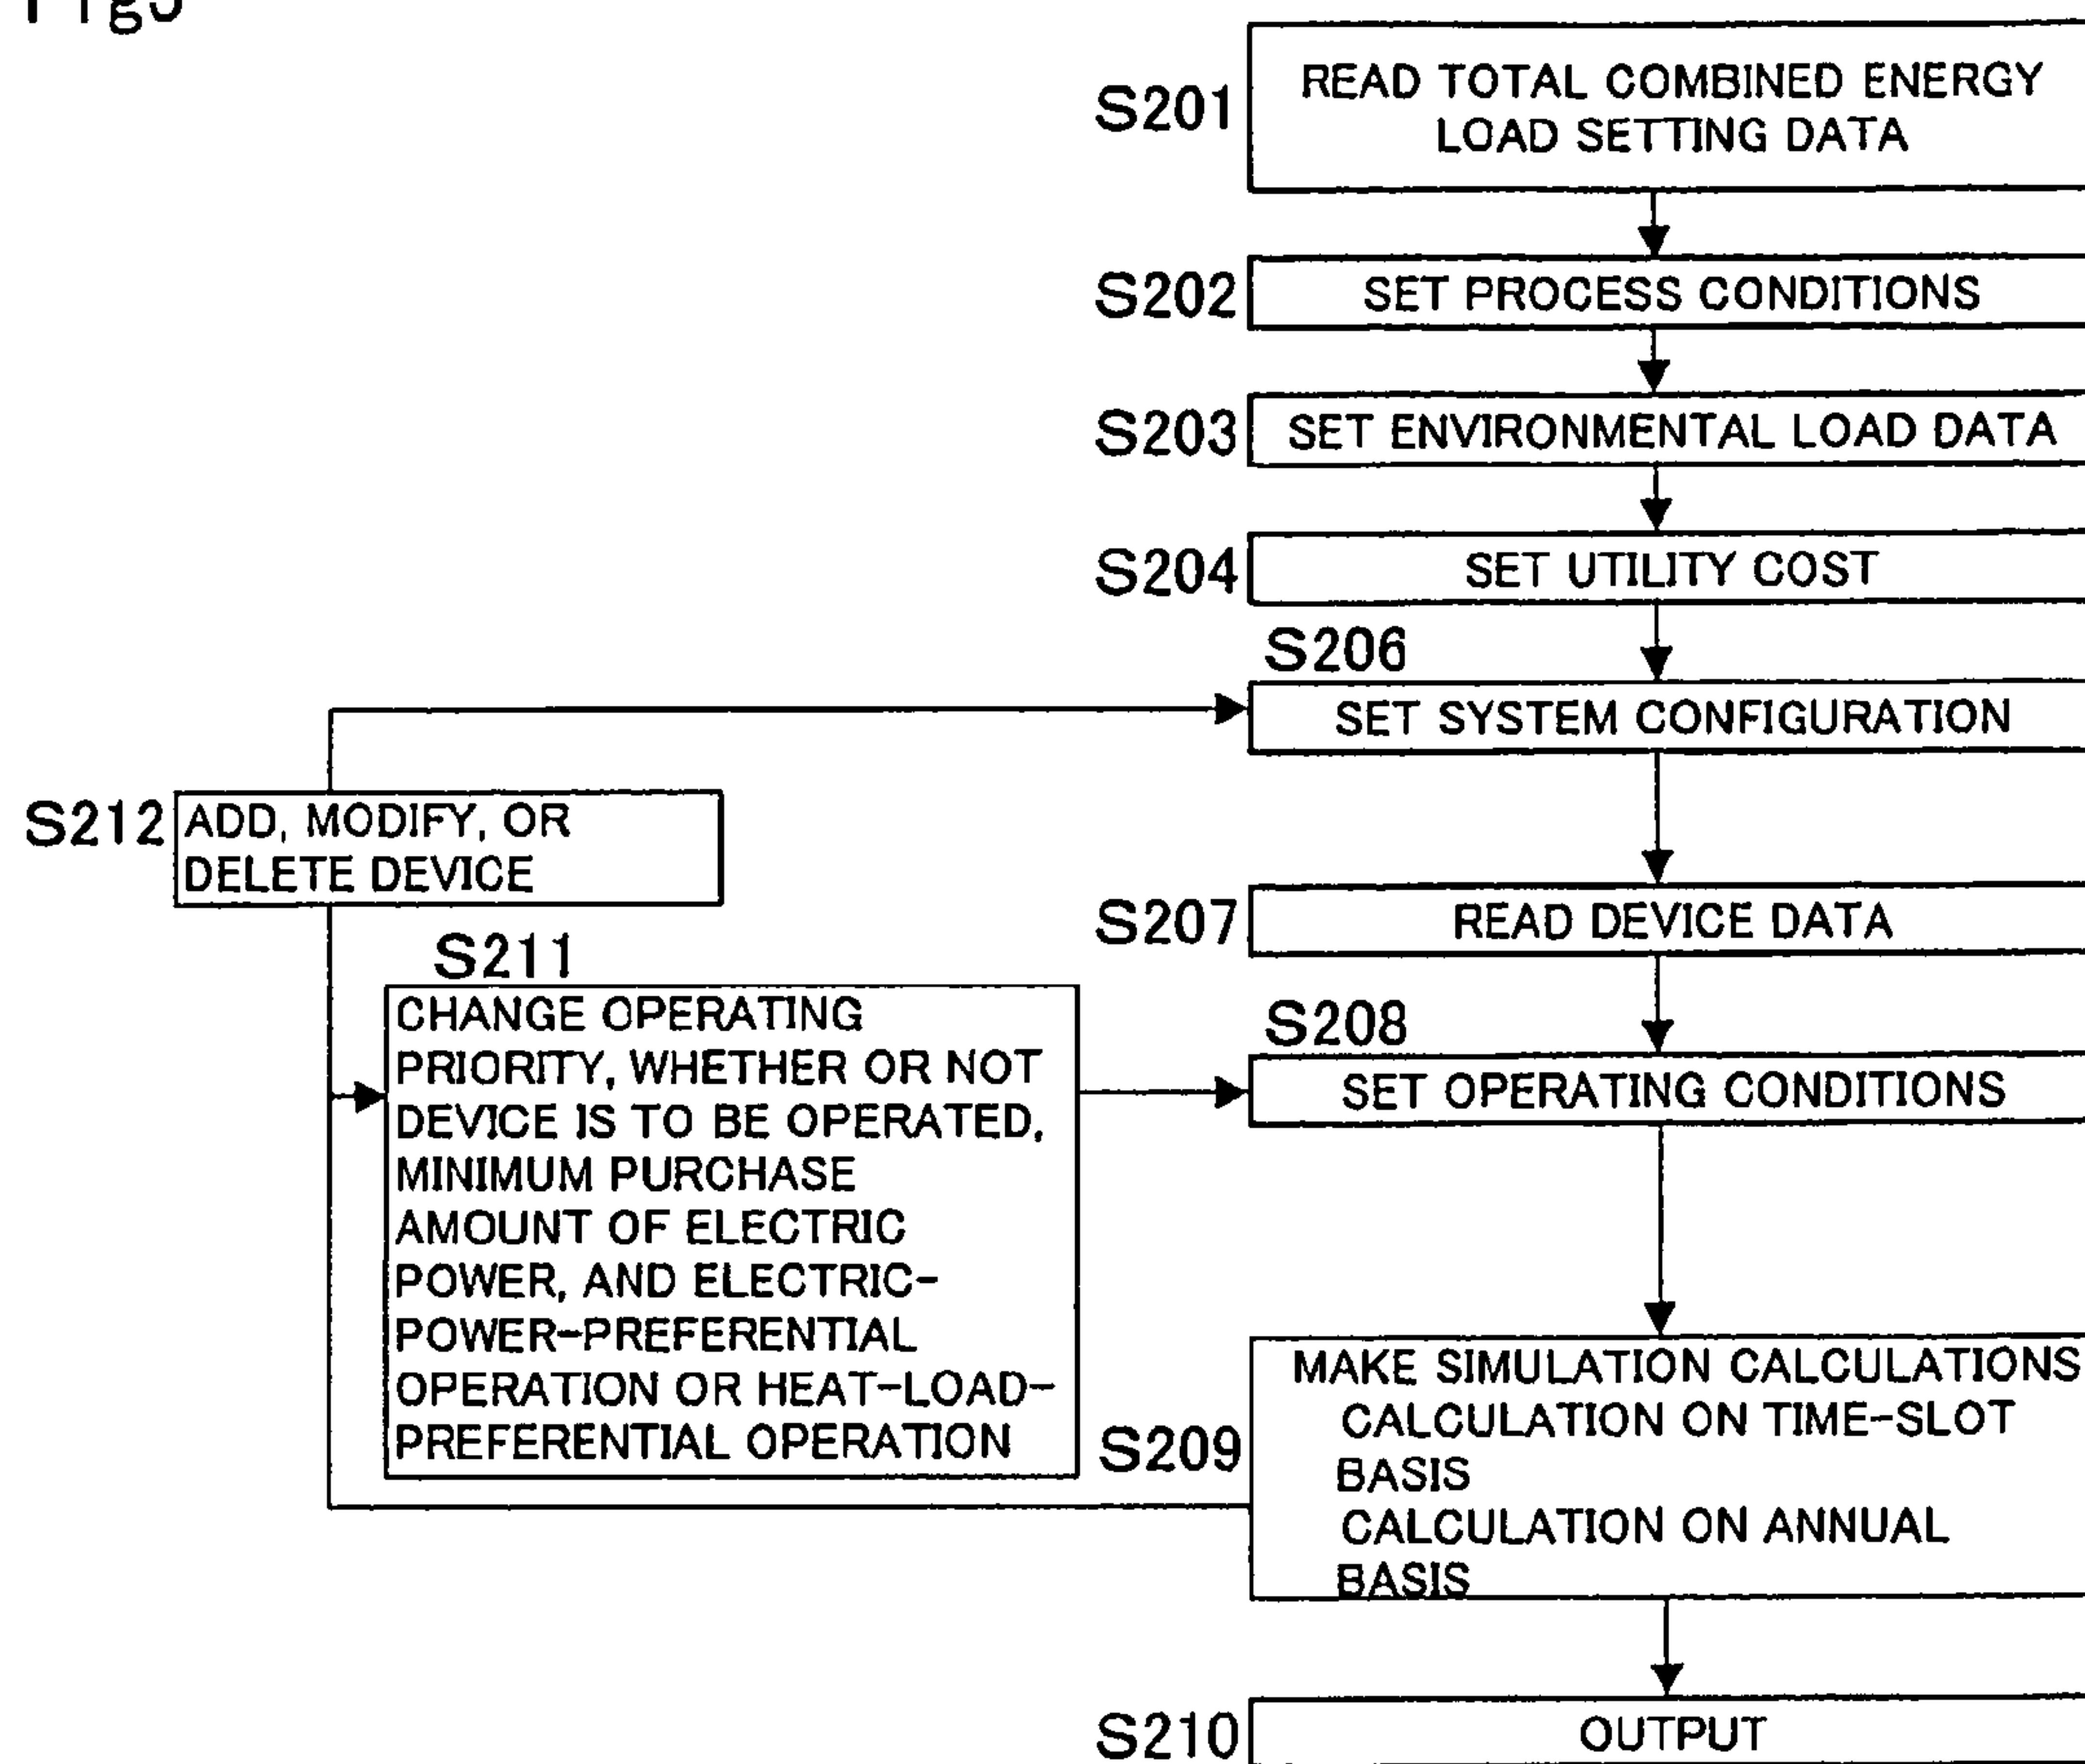 S201
READ TOTAL COMBINED ENERGY
LOAD SETTING DATA
S202
SET PROCESS CONDITIONS
S203
SET ENVIRONMENTAL LOAD DATA
S204
SET UTILITY COST
S206
SET SYSTEM CONFIGURATION
S212
ADD, MODIFY, OR
DELETE DEVICE
S207
READ DEVICE DATA
S211
CHANGE OPERATING
PRIORITY, WHETHER OR NOT
DEVICE IS TO BE OPERATED,
MINIMUM PURCHASE
AMOUNT OF ELECTRIC
POWER, AND ELECTRIC-
POWER-PREFERENTIAL
OPERATION OR HEAT-LOAD-
PREFERENTIAL OPERATION
S208
SET OPERATING CONDITIONS
S209
MAKE SIMULATION CALCULATIONS
CALCULATION ON TIME-SLOT
BASIS
CALCULATION ON ANNUAL
BASIS
S210
OUTPUT